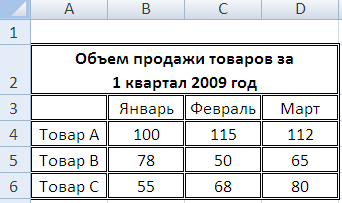 A B C D
1
2 Объем продажи товаров за
1 квартал 2009 год
3 Январь Февраль Март
4 Товар А 100 115 112
5 Товар В 78 50 65
6 Товар С 55 68 80